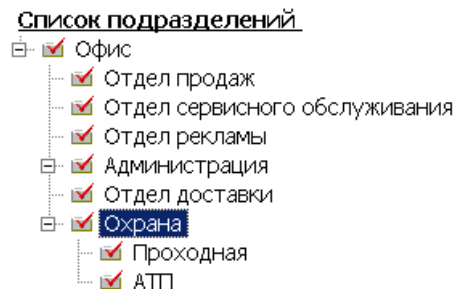 Список подразделений
Офис
Отдел продаж
Отдел сервисного обслуживания
Отдел рекламы
Администрация
Отдел доставки
Охрана
Проходная
АТП